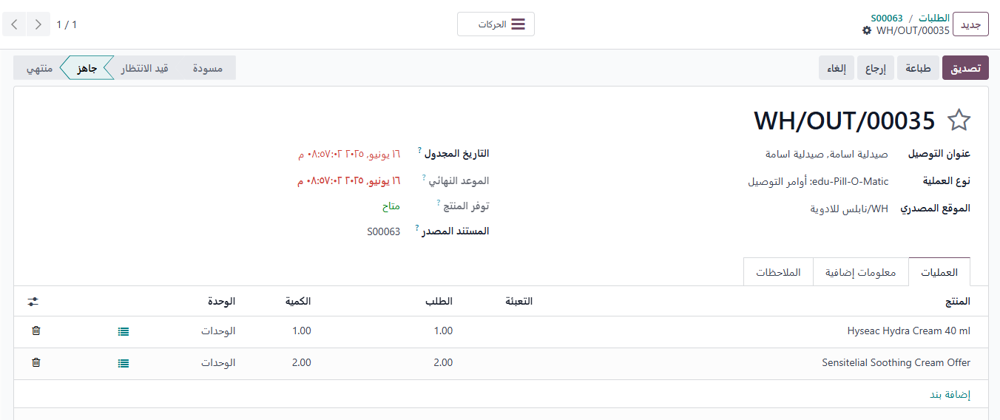 جديد
الطلبات / S00063
WH/OUT/00035
الحركات
1 / 1
تصديق
طباعة
إرجاع
إلغاء
مسودة
قيد الانتظار
جاهز
منتهي
WH/OUT/00035
عنوان التوصيل صيدلية اسامة, صيدلية اسامة
نوع العملية edu-Pill-O-Matic: أوامر التوصيل
الموقع المصدري WH/نابلس للادوية
التاريخ المجدول ? ١٦ يونيو, ٢٠٢٥ ٠٨:٥٧:٠٢ م
الموعد النهائي ? ١٦ يونيو, ٢٠٢٥ ٠٨:٥٧:٠٢ م
توفر المنتج ? متاح
المستند المصدر ? S00063
العمليات
معلومات إضافية
الملاحظات
المنتج التعبئة الطلب الكمية الوحدة
Hyseac Hydra Cream 40 ml 1.00 1.00 الوحدات
Sensitelial Soothing Cream Offer 2.00 2.00 الوحدات
إضافة بند